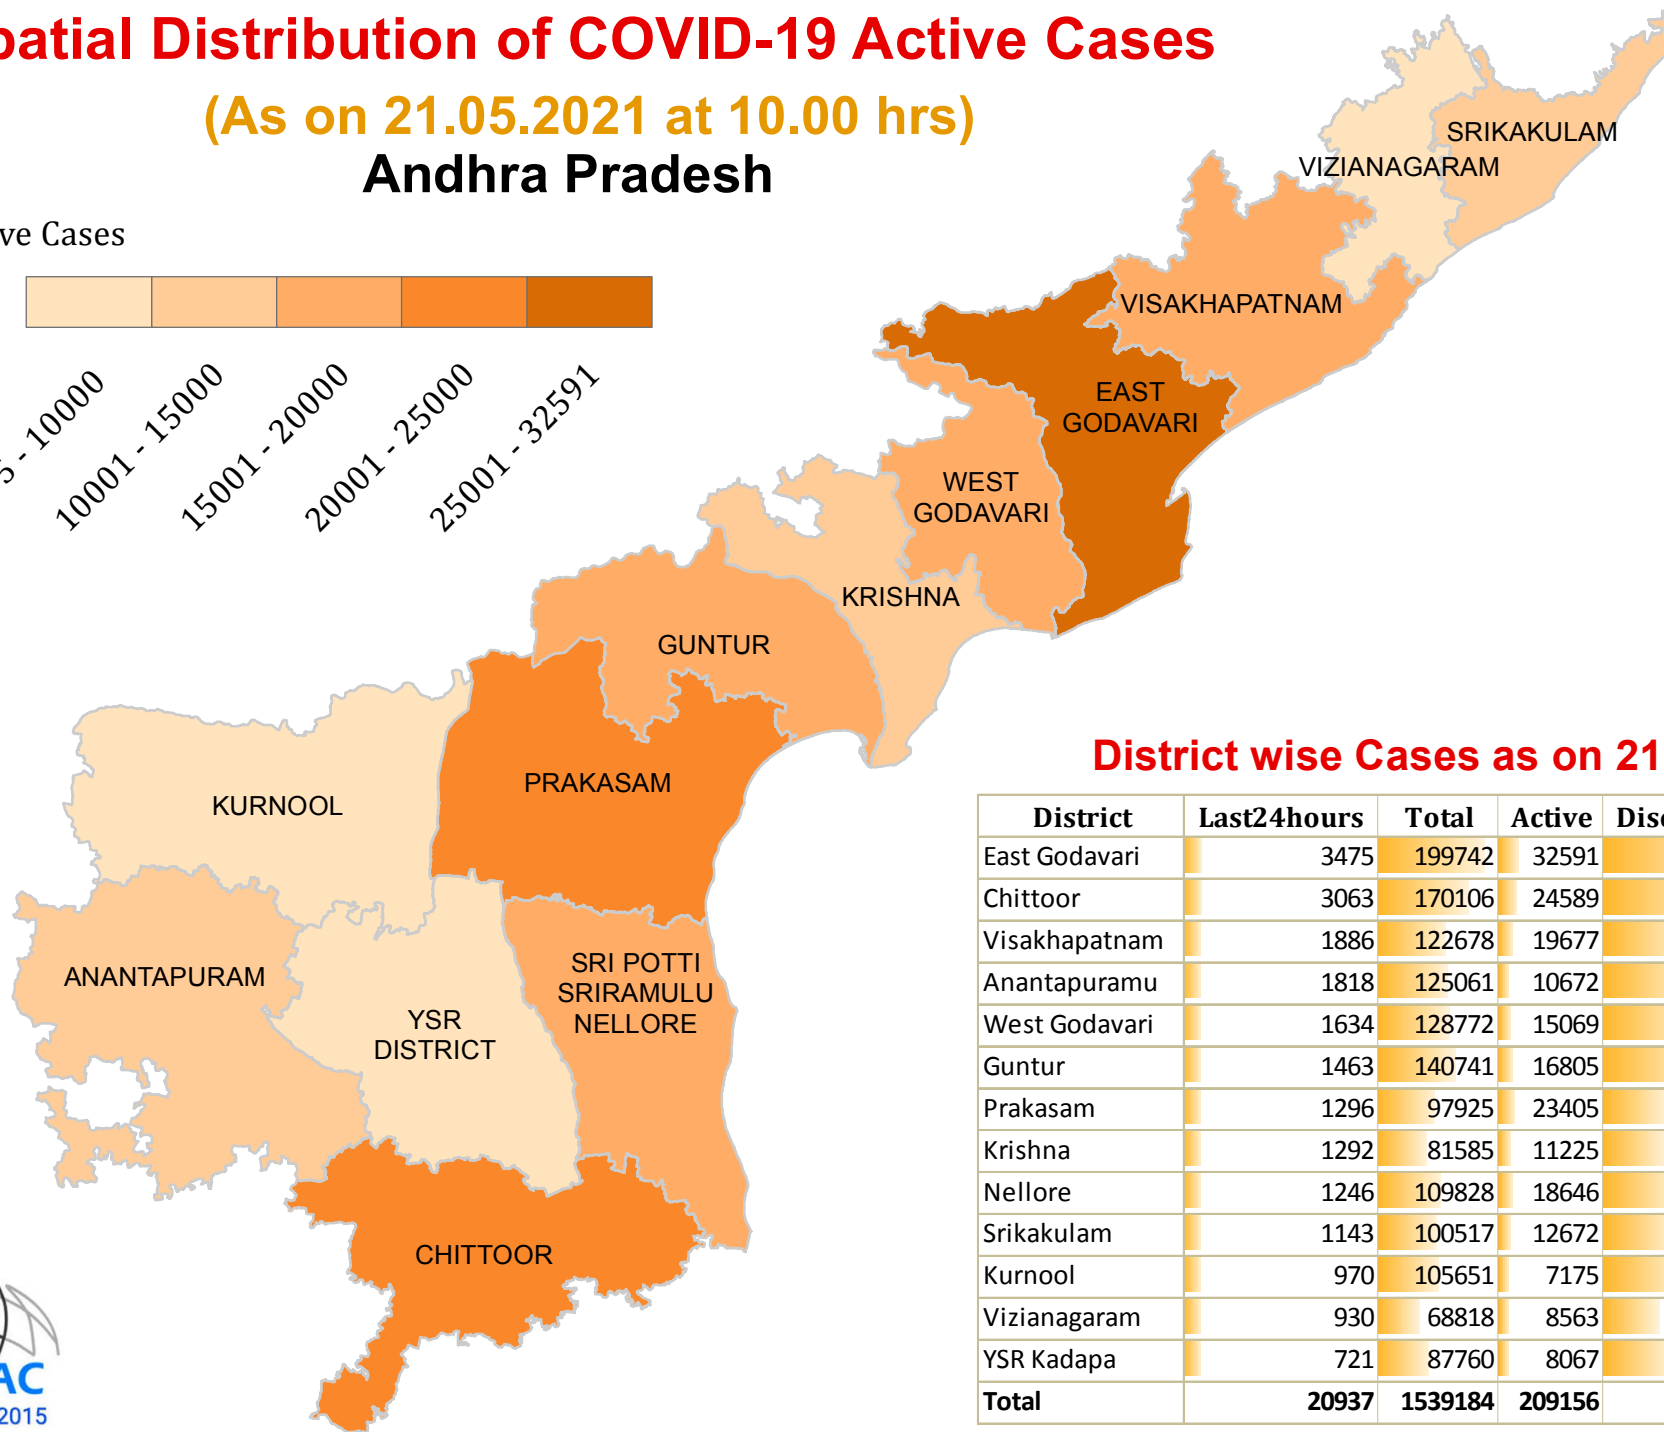 patial Distribution of COVID-19 Active Cases
(As on 21.05.2021 at 10.00 hrs)
Andhra Pradesh
ve Cases
5 - 10000
10001 - 15000
15001 - 20000
20001 - 25000
25001 - 32591
SRIKAKULAM
VIZIANAGARAM
VISAKHAPATNAM
EAST
GODAVARI
WEST
GODAVARI
KRISHNA
GUNTUR
PRAKASAM
KURNOOL
ANANTAPURAM
SRI POTTI
SRIRAMULU
NELLORE
YSR
DISTRICT
CHITTOOR
District wise Cases as on 21
District Last24hours Total Active Disc
East Godavari 3475 199742 32591
Chittoor 3063 170106 24589
Visakhapatnam 1886 122678 19677
Anantapuramu 1818 125061 10672
West Godavari 1634 128772 15069
Guntur 1463 140741 16805
Prakasam 1296 97925 23405
Krishna 1292 81585 11225
Nellore 1246 109828 18646
Srikakulam 1143 100517 12672
Kurnool 970 105651 7175
Vizianagaram 930 68818 8563
YSR Kadapa 721 87760 8067
Total 20937 1539184 209156
AC
2015